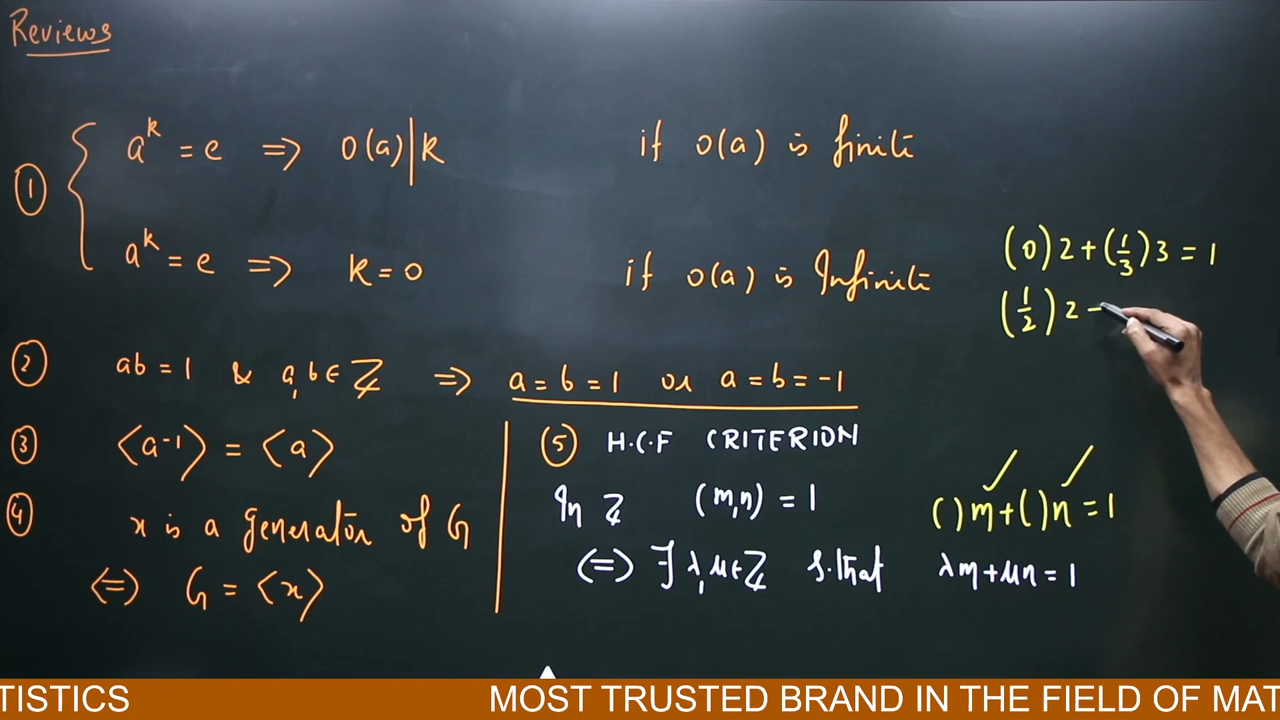 Reviews
① { a^k = e ⇒ o(a) | k if o(a) is finite
a^k = e ⇒ k = 0 if o(a) is Infinite
(0)2 + (1/3)3 = 1
(1/2)2 –
② ab = 1 & a, b ∈ ℤ ⇒ a = b = 1 or a = b = -1
③ ⟨a^-1⟩ = ⟨a⟩
④ x is a generator of G
⇔ G = ⟨x⟩
⑤ H.C.F CRITERION
In ℤ (m,n) = 1
⇔ ∃ λ, μ ∈ ℤ s.that λm + μn = 1
✓ ✓
( )m + ( )n = 1
TISTICS MOST TRUSTED BRAND IN THE FIELD OF MAT